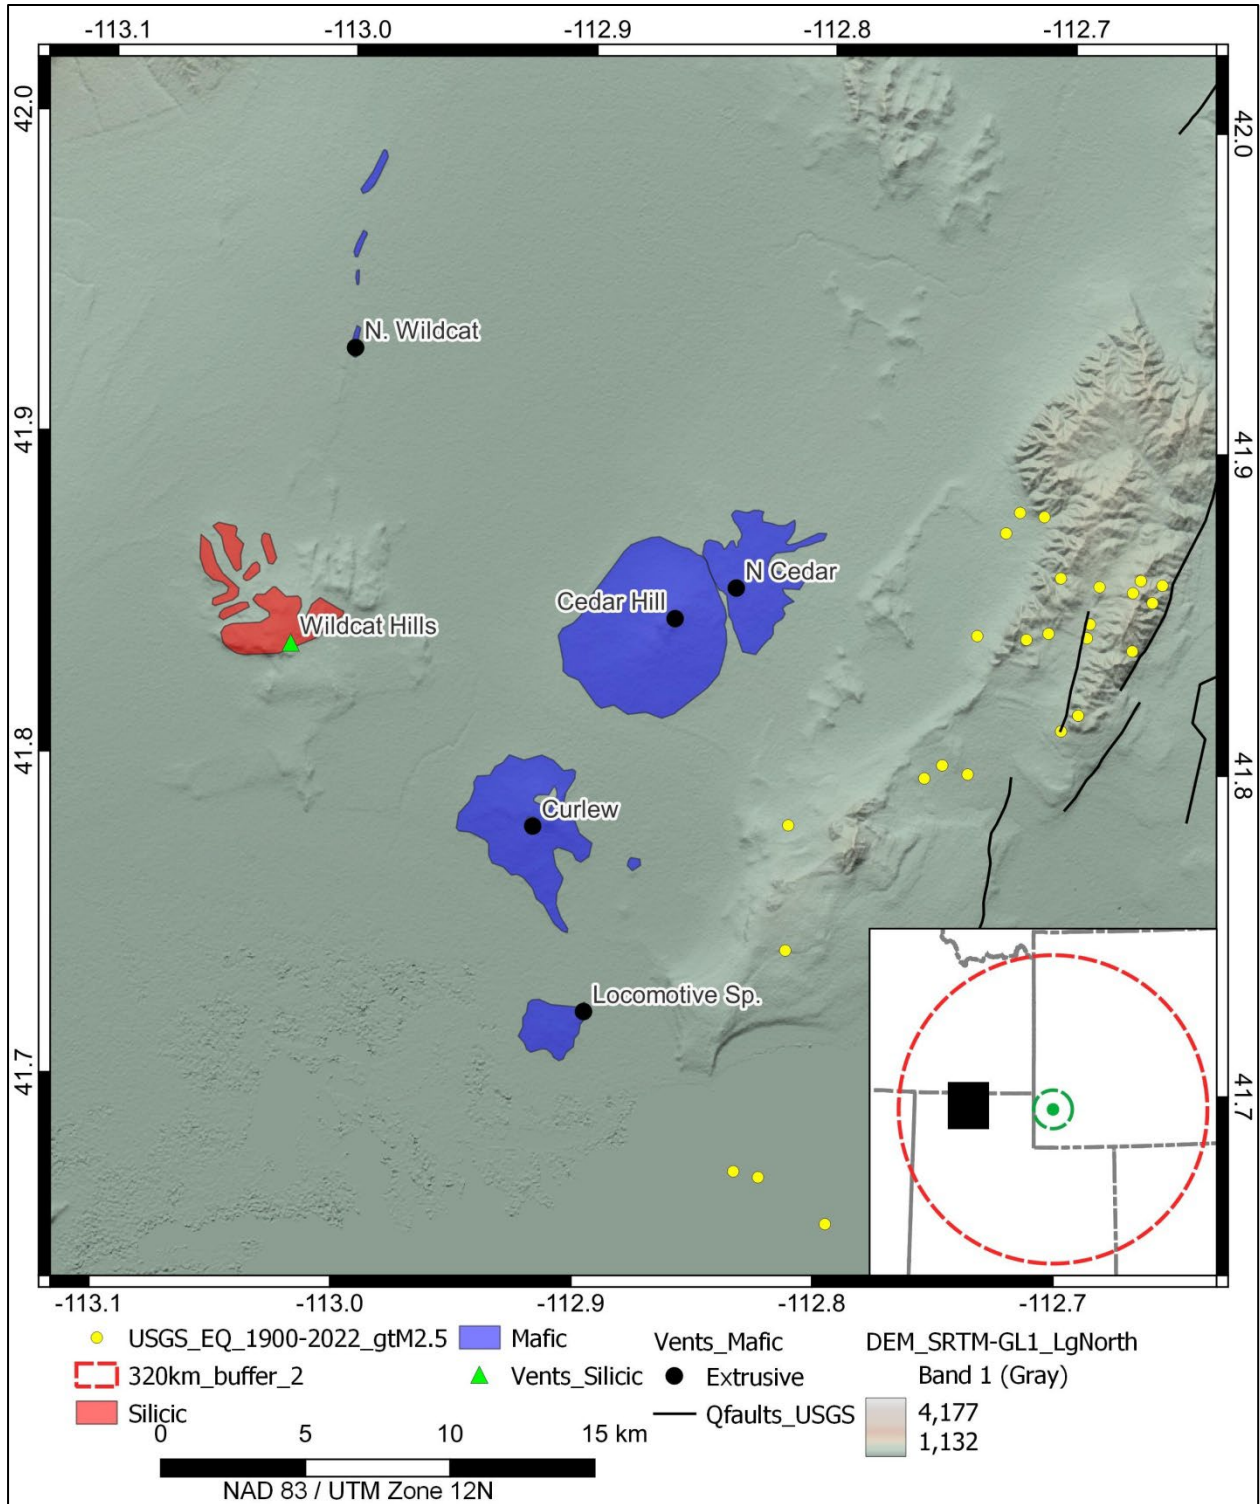 -113.1 -113.0 -112.9 -112.8 -112.7
42.0 42.0
N. Wildcat
41.9 41.9
N Cedar
Cedar Hill
Wildcat Hills
41.8 41.8
Curlew
Locomotive Sp.
41.7 41.7
-113.1 -113.0 -112.9 -112.8 -112.7
USGS_EQ_1900-2022_gtM2.5 Mafic Vents_Mafic DEM_SRTM-GL1_LgNorth
320km_buffer_2 Vents_Silicic Extrusive Band 1 (Gray)
Silicic Qfaults_USGS 4,177
1,132
0 5 10 15 km
NAD 83 / UTM Zone 12N